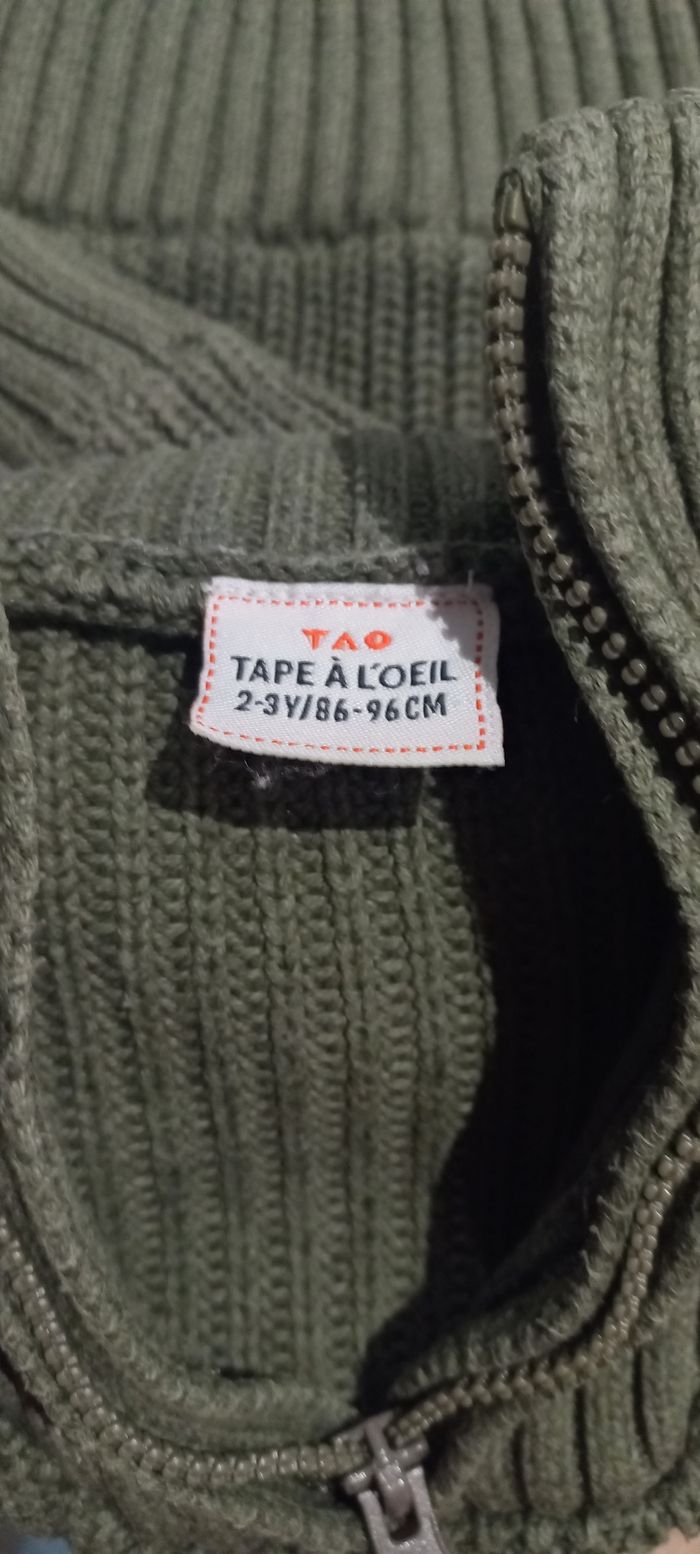 TAO
TAPE À L'OEIL
2-3Y/86-96CM